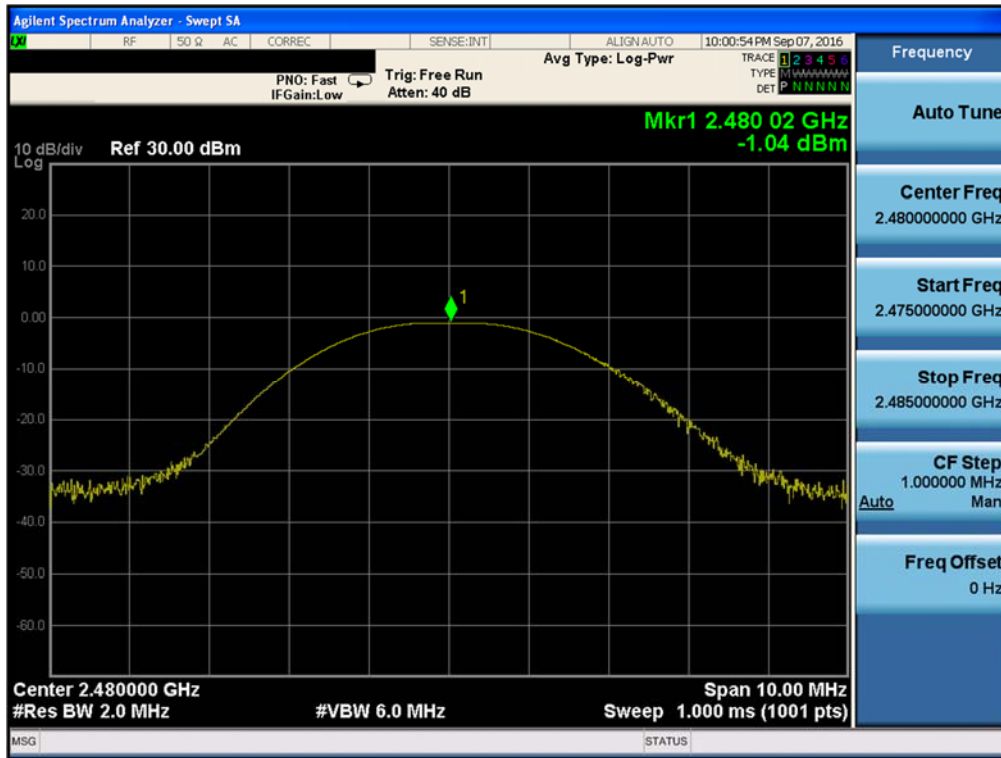 Agilent Spectrum Analyzer - Swept SA
LXI RF 50 Ω AC CORREC SENSE:INT ALIGN AUTO 10:00:54 PM Sep 07, 2016
Frequency
PNO: Fast
IFGain:Low
Trig: Free Run
Atten: 40 dB
Avg Type: Log-Pwr
TRACE 1 2 3 4 5 6
TYPE M
DET P N N N N N
Auto Tune
Mkr1 2.480 02 GHz
-1.04 dBm
10 dB/div Ref 30.00 dBm
Log
20.0
10.0
0.00
-10.0
-20.0
-30.0
-40.0
-50.0
-60.0
1
Center Freq
2.480000000 GHz
Start Freq
2.475000000 GHz
Stop Freq
2.485000000 GHz
CF Step
1.000000 MHz
Auto Man
Freq Offset
0 Hz
Center 2.480000 GHz Span 10.00 MHz
#Res BW 2.0 MHz #VBW 6.0 MHz Sweep 1.000 ms (1001 pts)
MSG STATUS